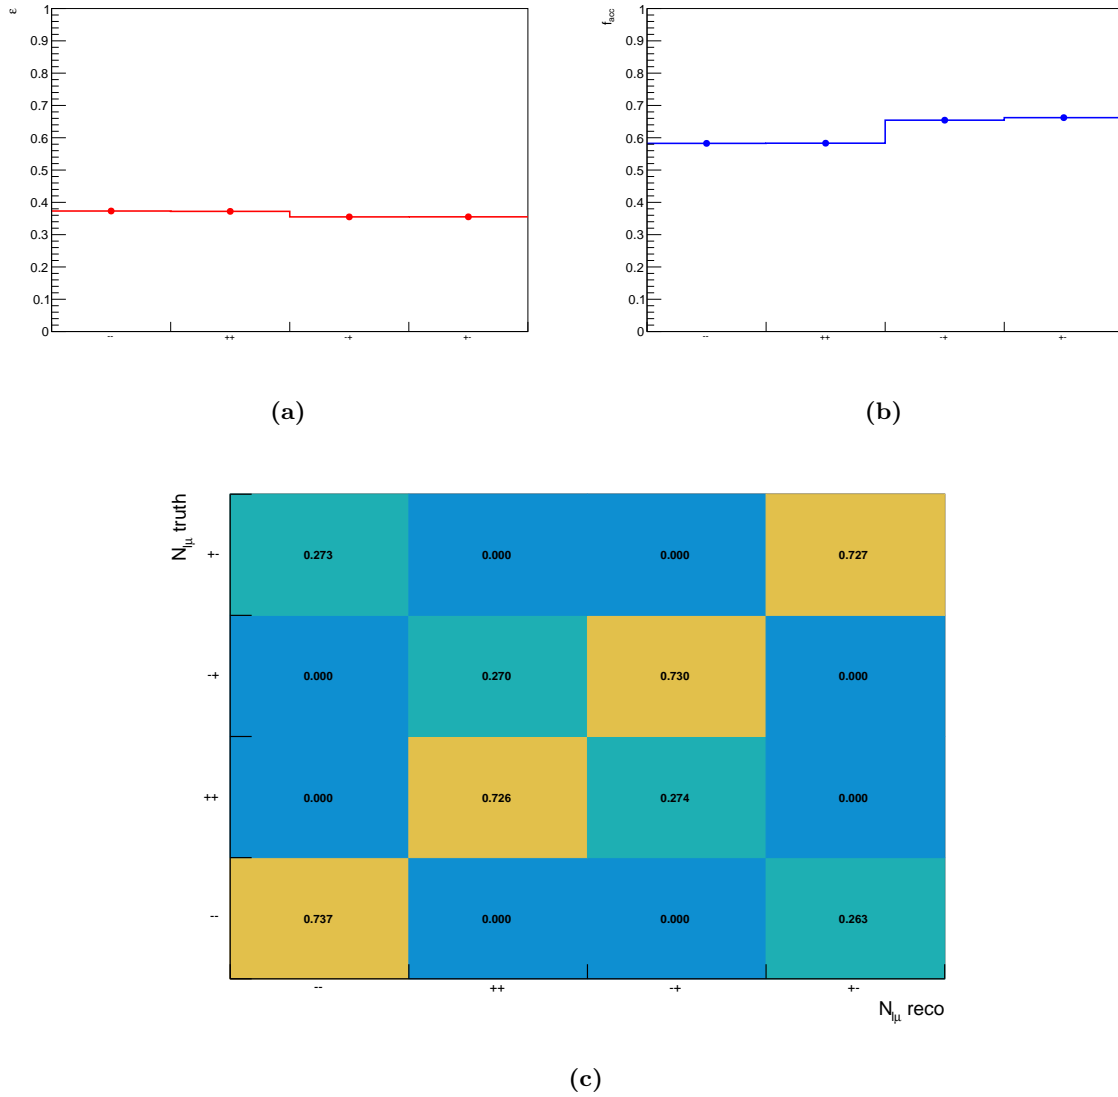 ε
1
0.9
0.8
0.7
0.6
0.5
0.4
0.3
0.2
0.1
0
-- ++ -+ +-
(a)
f_acc
1
0.9
0.8
0.7
0.6
0.5
0.4
0.3
0.2
0.1
0
-- ++ -+ +-
(b)
N_lμ truth
+- 0.273 0.000 0.000 0.727
-+ 0.000 0.270 0.730 0.000
++ 0.000 0.726 0.274 0.000
-- 0.737 0.000 0.000 0.263
-- ++ -+ +-
N_lμ reco
(c)